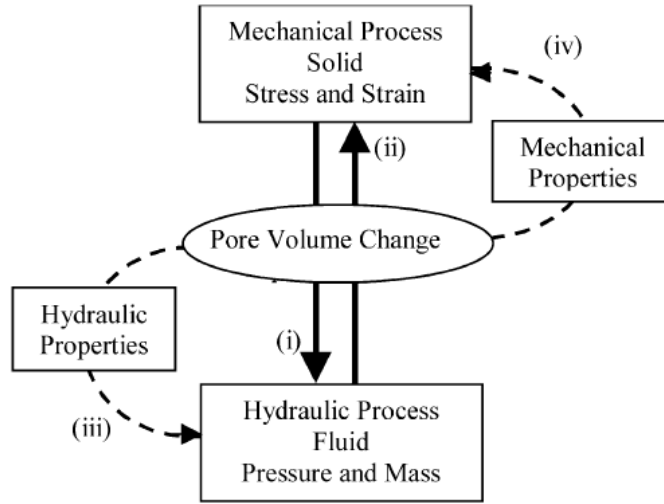 Mechanical Process
Solid
Stress and Strain
(iv)
(ii)
Mechanical
Properties
Pore Volume Change
Hydraulic
Properties
(i)
(iii)
Hydraulic Process
Fluid
Pressure and Mass